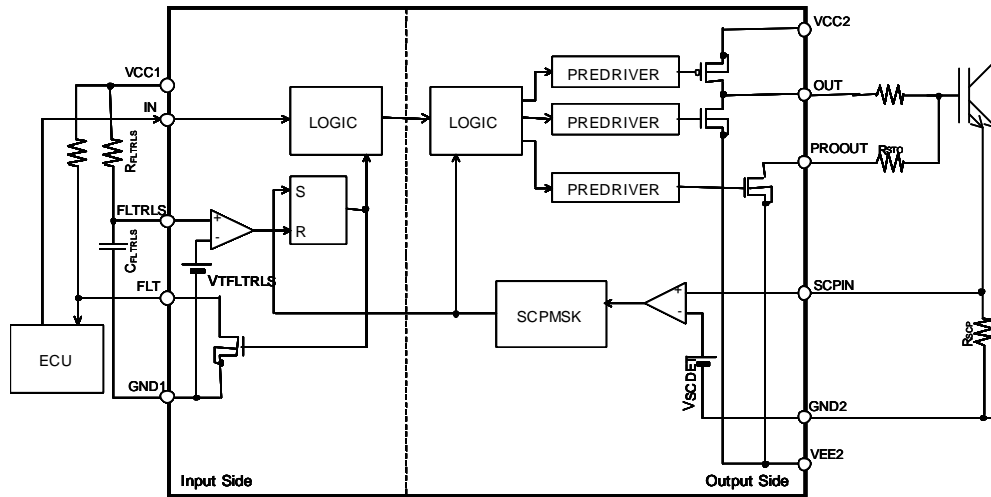 VCC1
IN
RFLTRLS
FLTRLS
CFLTRLS
FLT
ECU
GND1
LOGIC
S
R
+
-
VTFLTRLS
Input Side
LOGIC
PREDRIVER
PREDRIVER
PREDRIVER
SCPMSK
+
-
VSCDET
VCC2
OUT
PROOUT
RSTO
SCPIN
RSCP
GND2
VEE2
Output Side